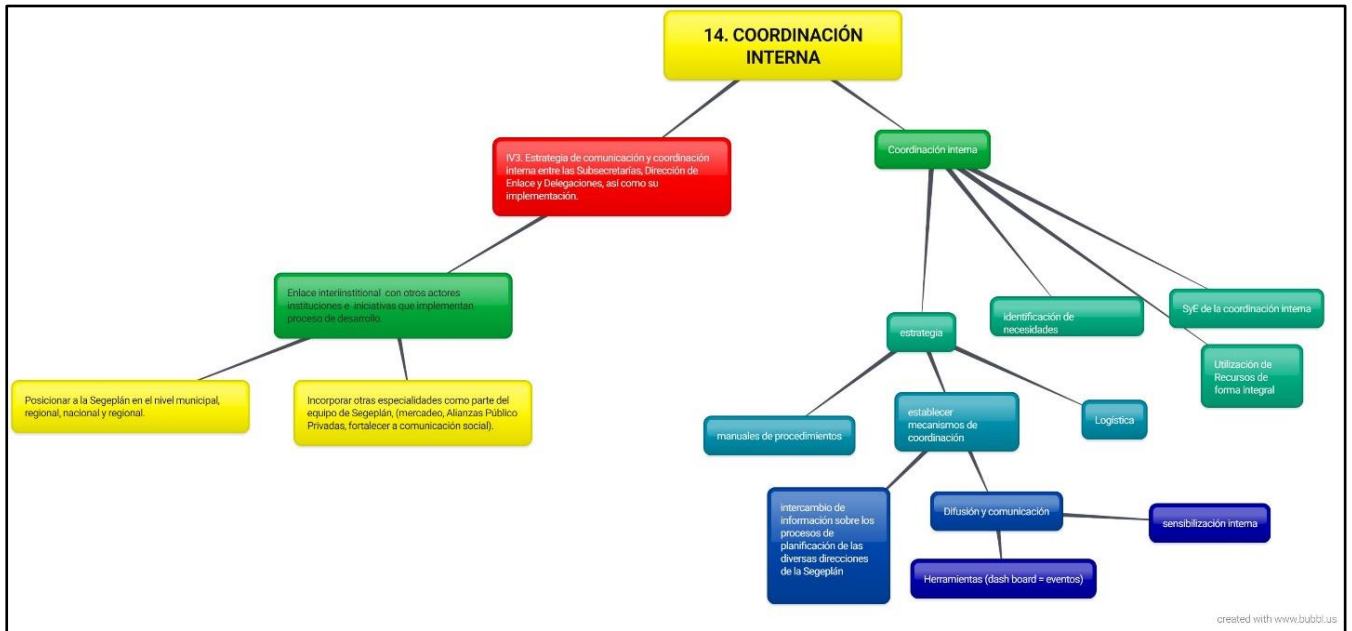 14. COORDINACIÓN
INTERNA
IV3. Estrategia de comunicación y coordinación
interna entre las Subsecretarías, Dirección de
Enlace y Delegaciones, así como su
implementación.
Coordinación interna
Enlace interiinstitional con otros actores
instituciones e iniciativas que implementan
proceso de desarrollo.
Posicionar a la Segeplán en el nivel municipal,
regional, nacional y regional.
Incorporar otras especialidades como parte del
equipo de Segeplán, (mercadeo, Alianzas Público
Privadas, fortalecer a comunicación social).
estrategia
identificación de
necesidades
SyE de la coordinación interna
Utilización de
Recursos de
forma integral
manuales de procedimientos
establecer
mecanismos de
coordinación
Logística
intercambio de
información sobre los
procesos de
planificación de las
diversas direcciones
de la Segeplán
Difusión y comunicación
sensibilización interna
Herramientas (dash board = eventos)
created with www.bubbl.us